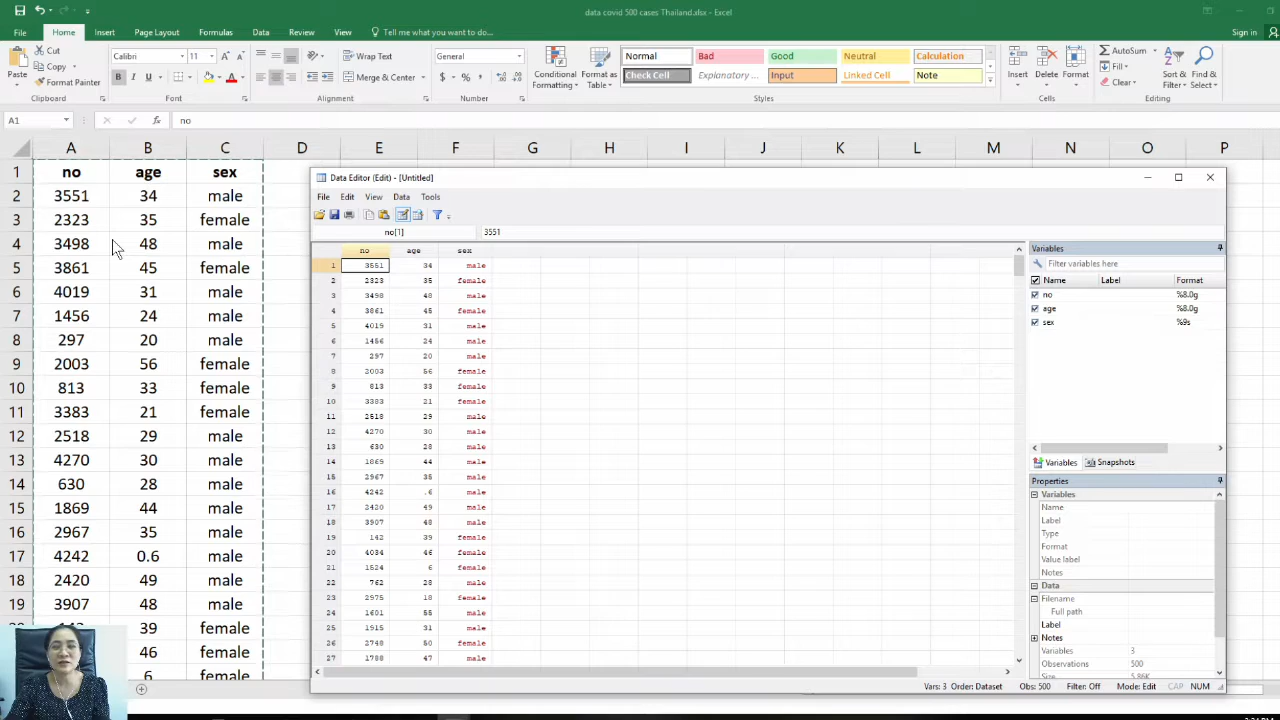 data covid 500 cases Thailand.xlsx - Excel
File Home Insert Page Layout Formulas Data Review View Tell me what you want to do... Sign in
Paste Cut Copy Format Painter Clipboard
Calibri 11 B I U Font
Wrap Text Merge & Center Alignment
General $ % Number
Conditional Formatting Format as Table
Normal Bad Good Neutral Calculation
Check Cell Explanatory ... Input Linked Cell Note
Styles
Insert Delete Format Cells
AutoSum Fill Clear Sort & Filter Find & Select Editing
A1 fx no
A B C D E F G H I J K L M N O P
1 no age sex
2 3551 34 male
3 2323 35 female
4 3498 48 male
5 3861 45 female
6 4019 31 male
7 1456 24 male
8 297 20 male
9 2003 56 female
10 813 33 female
11 3383 21 female
12 2518 29 male
13 4270 30 male
14 630 28 male
15 1869 44 male
16 2967 35 male
17 4242 0.6 male
18 2420 49 male
19 3907 48 male
39 female
46 female
6 female
Data Editor (Edit) - [Untitled]
File Edit View Data Tools
no[1] 3551
no age sex
1 3551 34 male
2 2323 35 female
3 3498 48 male
4 3861 45 female
5 4019 31 male
6 1456 24 male
7 297 20 male
8 2003 56 female
9 813 33 female
10 3383 21 female
11 2518 29 male
12 4270 30 male
13 630 28 male
14 1869 44 male
15 2967 35 male
16 4242 .6 male
17 2420 49 male
18 3907 48 male
19 142 39 female
20 4034 46 female
21 1524 6 female
22 762 28 male
23 2975 18 female
24 1601 55 male
25 1915 31 male
26 2748 50 female
27 1788 47 male
Variables
Filter variables here
Name Label Format
no %8.0g
age %8.0g
sex %9s
Variables Snapshots
Properties
Variables
Name
Label
Type
Format
Value label
Notes
Data
Filename
Full path
Label
Notes
Variables 3
Observations 500
Size 5.86K
Vars: 3 Order: Dataset Obs: 500 Filter: Off Mode: Edit CAP NUM